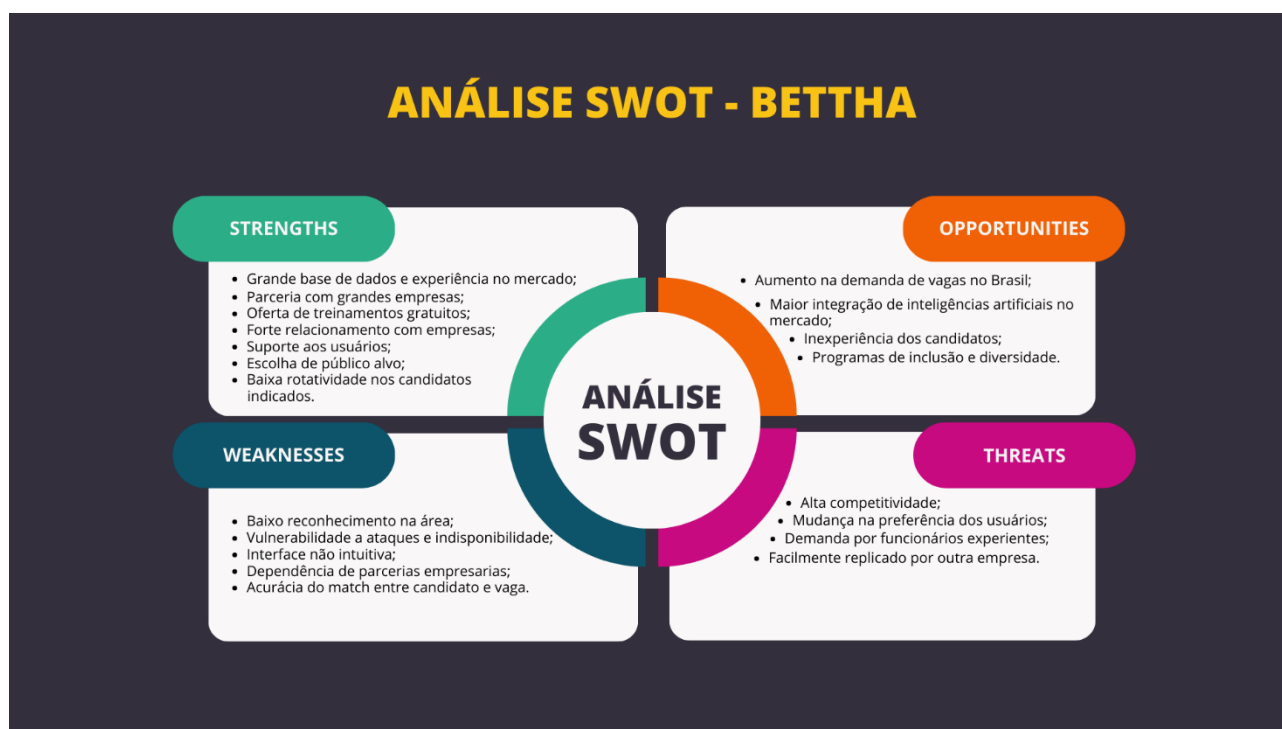 ANÁLISE SWOT - BETTHA
STRENGTHS
• Grande base de dados e experiência no mercado;
• Parceria com grandes empresas;
• Oferta de treinamentos gratuitos;
• Forte relacionamento com empresas;
• Suporte aos usuários;
• Escolha de público alvo;
• Baixa rotatividade nos candidatos
indicados.
OPPORTUNITIES
• Aumento na demanda de vagas no Brasil;
• Maior integração de inteligências artificiais no
mercado;
• Inexperiência dos candidatos;
• Programas de inclusão e diversidade.
ANÁLISE
SWOT
WEAKNESSES
• Baixo reconhecimento na área;
• Vulnerabilidade a ataques e indisponibilidade;
• Interface não intuitiva;
• Dependência de parcerias empresarias;
• Acurácia do match entre candidato e vaga.
THREATS
• Alta competitividade;
• Mudança na preferência dos usuários;
• Demanda por funcionários experientes;
• Facilmente replicado por outra empresa.